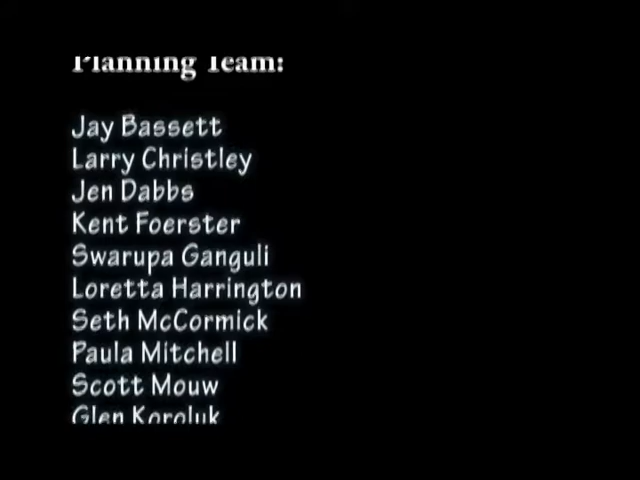 Planning Team:
Jay Bassett
Larry Christley
Jen Dabbs
Kent Foerster
Swarupa Ganguli
Loretta Harrington
Seth McCormick
Paula Mitchell
Scott Mouw
Glen Koroluk